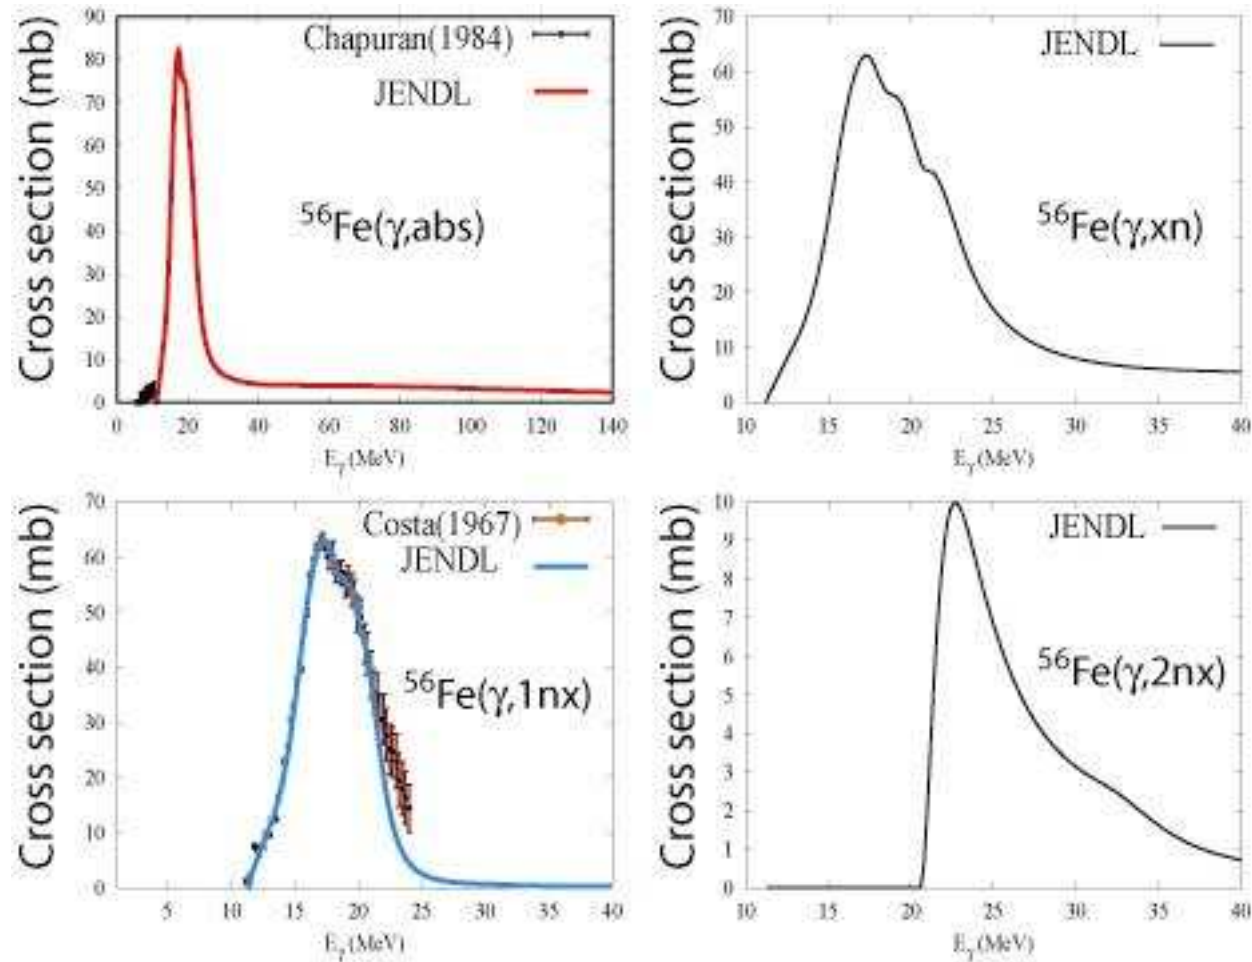 Cross section (mb)
90
80
70
60
50
40
30
20
10
0
Chapuran(1984)
JENDL
⁵⁶Fe(γ,abs)
0 20 40 60 80 100 120 140
Eγ (MeV)
Cross section (mb)
70
60
50
40
30
20
10
0
JENDL
⁵⁶Fe(γ,xn)
10 15 20 25 30 35 40
Eγ (MeV)
Cross section (mb)
70
60
50
40
30
20
10
0
Costa(1967)
JENDL
⁵⁶Fe(γ,1nx)
5 10 15 20 25 30 35 40
Eγ (MeV)
Cross section (mb)
10
9
8
7
6
5
4
3
2
1
0
JENDL
⁵⁶Fe(γ,2nx)
10 15 20 25 30 35 40
Eγ (MeV)